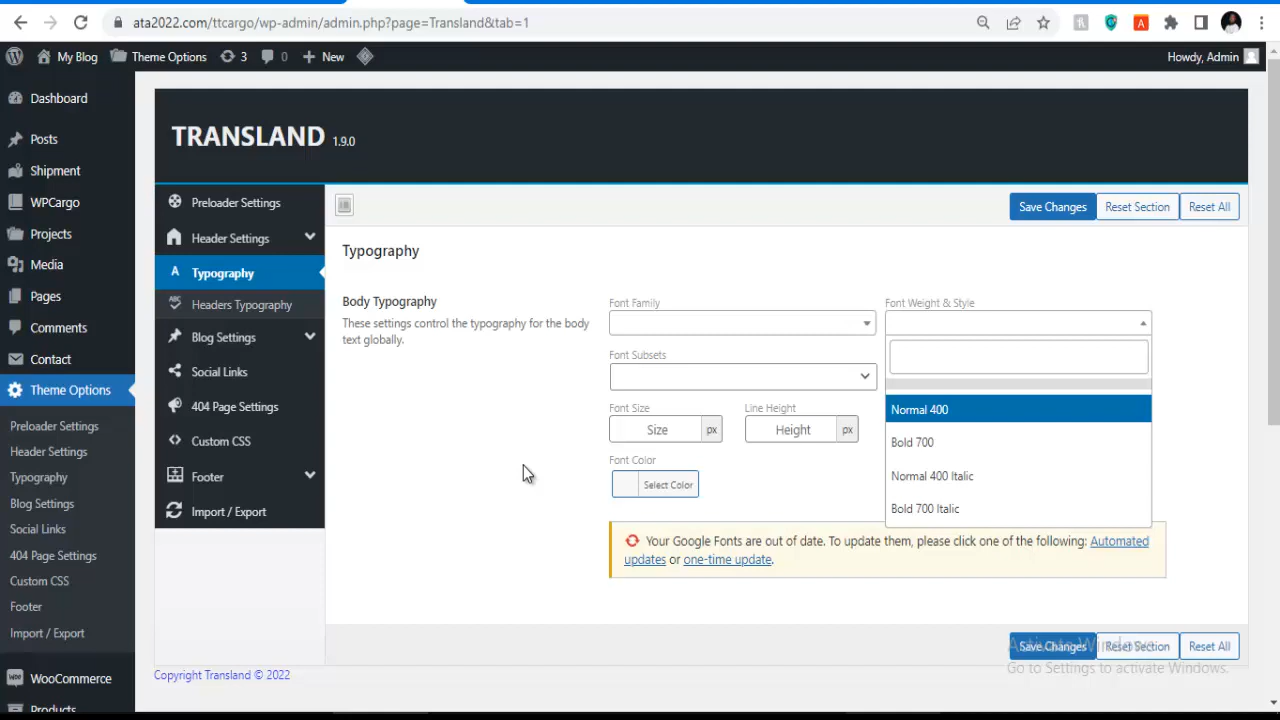 ata2022.com/ttcargo/wp-admin/admin.php?page=Transland&tab=1
My Blog Theme Options 3 0 New Howdy, Admin
Dashboard
Posts
Shipment
WPCargo
Projects
Media
Pages
Comments
Contact
Theme Options
Preloader Settings
Header Settings
Typography
Blog Settings
Social Links
404 Page Settings
Custom CSS
Footer
Import / Export
WooCommerce
Products
TRANSLAND 1.9.0
Preloader Settings
Header Settings
Typography
Headers Typography
Blog Settings
Social Links
404 Page Settings
Custom CSS
Footer
Import / Export
Save Changes Reset Section Reset All
Typography
Body Typography
These settings control the typography for the body
text globally.
Font Family Font Weight & Style
Font Subsets
Font Size Line Height
Size px Height px
Font Color
Select Color
Normal 400
Bold 700
Normal 400 Italic
Bold 700 Italic
Your Google Fonts are out of date. To update them, please click one of the following: Automated
updates or one-time update.
Save Changes Reset Section Reset All
Activate Windows
Go to Settings to activate Windows.
Copyright Transland © 2022